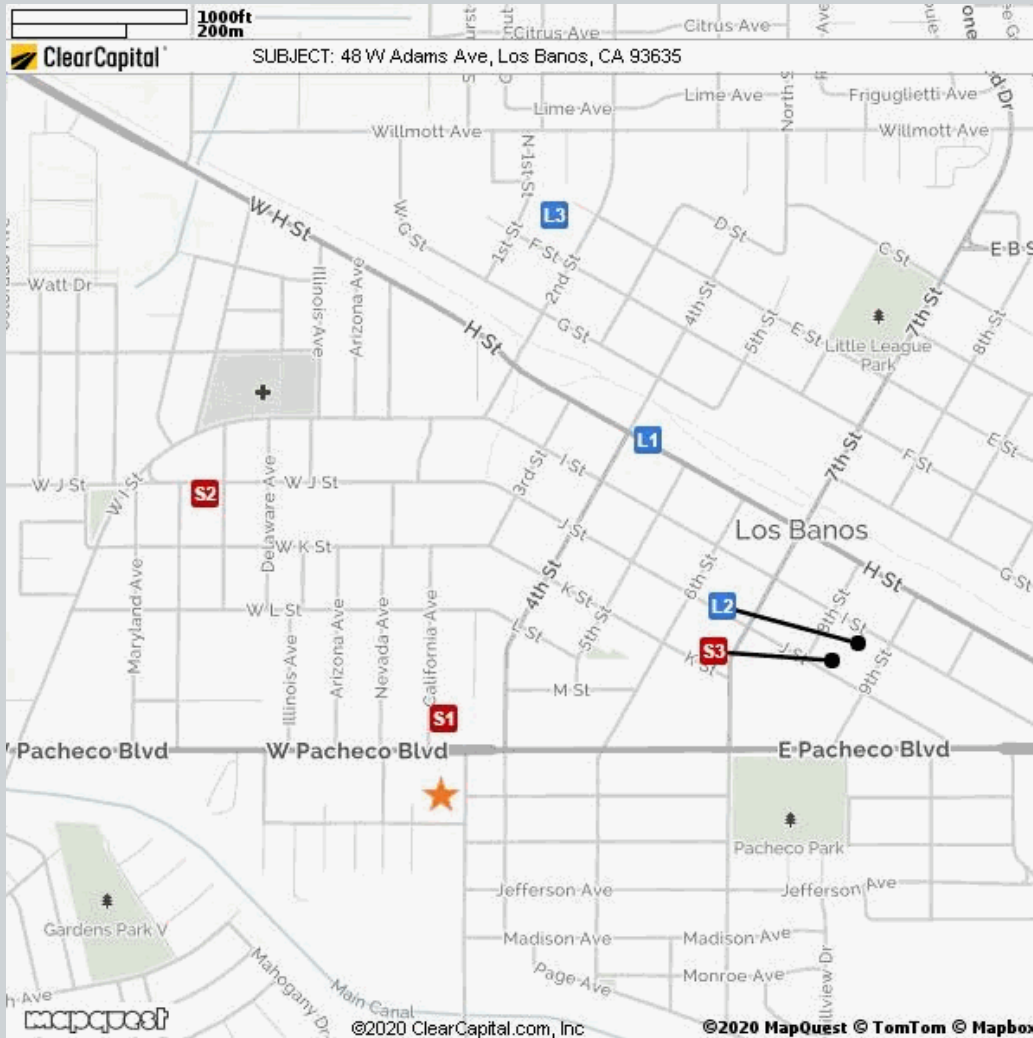 1000ft
200m
Citrus Ave
Citrus Ave
ClearCapital
SUBJECT: 48 W Adams Ave, Los Banos, CA 93635
Lime Ave
Lime Ave
North S
Friguglietti Ave
Willmott Ave
Willmott Ave
N 1st St
W H St
W G St
1st St
L3
F St
2nd St
D St
C St
E B S
Watt Dr
Illinois Ave
Arizona Ave
H St
G St
4th St
5th St
E St
7th St
8th St
Little League
Park
L1
3rd St
I St
7th St
E St
F St
W J St
W I St
S2
Delaware Ave
W J St
J St
Los Banos
W K St
4th St
K St
6th St
H St
G St
Maryland Ave
W L St
L St
5th St
L2
8th St
I St
Illinois Ave
Arizona Ave
Nevada Ave
California Ave
S3
K St
J St
9th St
M St
S1
Pacheco Blvd
W Pacheco Blvd
E Pacheco Blvd
Pacheco Park
Jefferson Ave
Jefferson Ave
Gardens Park V
Madison Ave
Madison Ave
Mahogany Dr
Main Canal
Page Ave
Monroe Ave
illview Dr
h Ave
mapquest
©2020 ClearCapital.com, Inc
©2020 MapQuest © TomTom © Mapbox